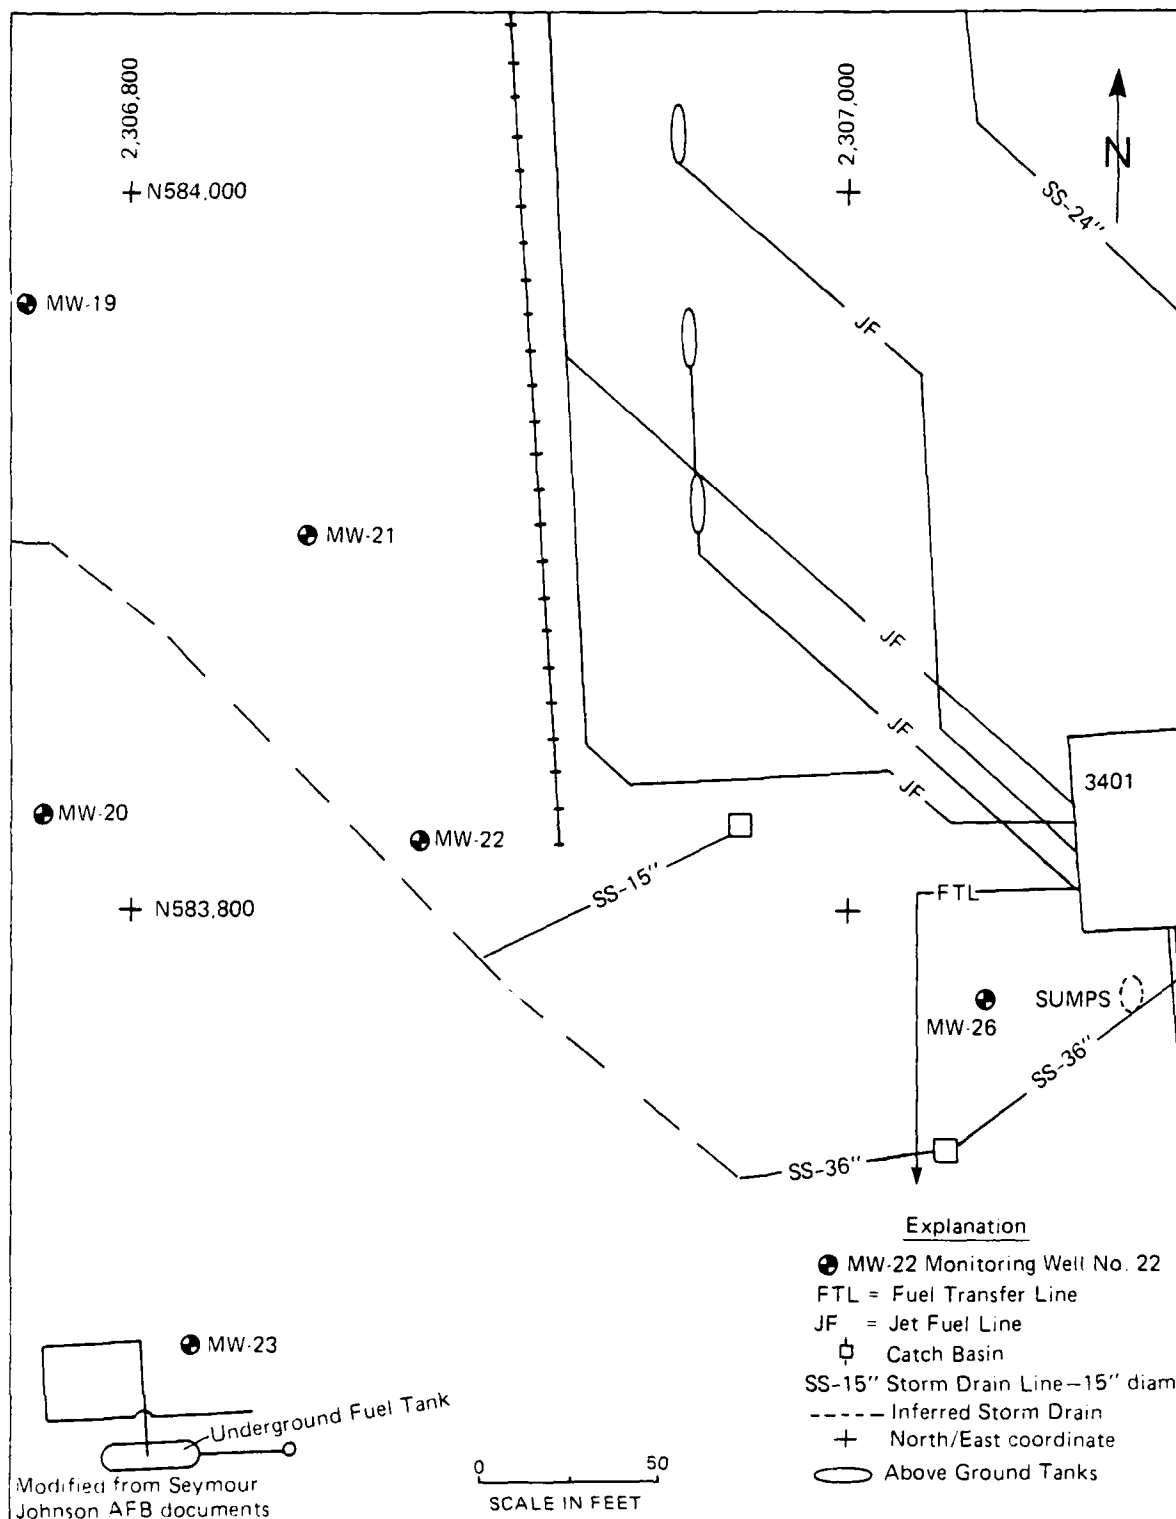 2,306,800
2,307,000
N
N584,000
SS-24"
MW-19
JF
MW-21
JF
JF
3401
JF
MW-20
MW-22
SS-15"
FTL
N583,800
SUMPS
MW-26
SS-36"
SS-36"
Explanation
MW-22 Monitoring Well No. 22
FTL = Fuel Transfer Line
JF = Jet Fuel Line
Catch Basin
SS-15" Storm Drain Line-15" diam
Inferred Storm Drain
North/East coordinate
Above Ground Tanks
MW-23
Underground Fuel Tank
Modified from Seymour
Johnson AFB documents
0 50
SCALE IN FEET